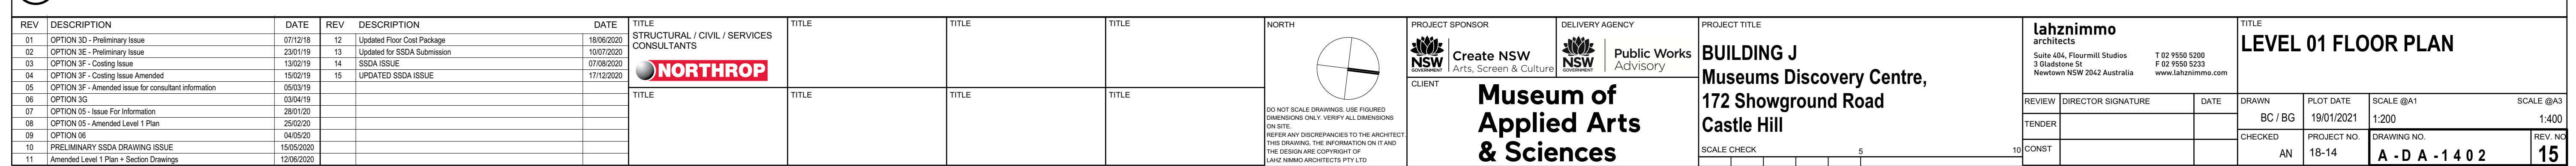 REV DESCRIPTION DATE REV DESCRIPTION DATE
01 OPTION 3D - Preliminary Issue 07/12/18 12 Updated Floor Cost Package 18/06/2020
02 OPTION 3E - Preliminary Issue 23/01/19 13 Updated for SSDA Submission 10/07/2020
03 OPTION 3F - Costing Issue 13/02/19 14 SSDA ISSUE 07/08/2020
04 OPTION 3F - Costing Issue Amended 15/02/19 15 UPDATED SSDA ISSUE 17/12/2020
05 OPTION 3F - Amended issue for consultant information 05/03/19
06 OPTION 3G 03/04/19
07 OPTION 05 - Issue For Information 28/01/20
08 OPTION 05 - Amended Level 1 Plan 25/02/20
09 OPTION 06 04/05/20
10 PRELIMINARY SSDA DRAWING ISSUE 15/05/2020
11 Amended Level 1 Plan + Section Drawings 12/06/2020
TITLE
STRUCTURAL / CIVIL / SERVICES
CONSULTANTS
NORTHROP
TITLE
TITLE
TITLE
TITLE
TITLE
TITLE
TITLE
NORTH
DO NOT SCALE DRAWINGS. USE FIGURED
DIMENSIONS ONLY. VERIFY ALL DIMENSIONS
ON SITE.
REFER ANY DISCREPANCIES TO THE ARCHITECT.
THIS DRAWING, THE INFORMATION ON IT AND
THE DESIGN ARE COPYRIGHT OF
LAHZ NIMMO ARCHITECTS PTY LTD
PROJECT SPONSOR
NSW
GOVERNMENT
Create NSW
Arts, Screen & Culture
DELIVERY AGENCY
NSW
GOVERNMENT
Public Works
Advisory
CLIENT
Museum of
Applied Arts
& Sciences
PROJECT TITLE
BUILDING J
Museums Discovery Centre,
172 Showground Road
Castle Hill
SCALE CHECK 5 10
lahznimmo
architects
Suite 404, Flourmill Studios T 02 9550 5200
3 Gladstone St F 02 9550 5233
Newtown NSW 2042 Australia www.lahznimmo.com
REVIEW DIRECTOR SIGNATURE DATE
TENDER
CONST
TITLE
LEVEL 01 FLOOR PLAN
DRAWN PLOT DATE SCALE @A1 SCALE @A3
BC / BG 19/01/2021 1:200 1:400
CHECKED PROJECT NO. DRAWING NO. REV. NO
AN 18-14 A - D A - 1 4 0 2 15